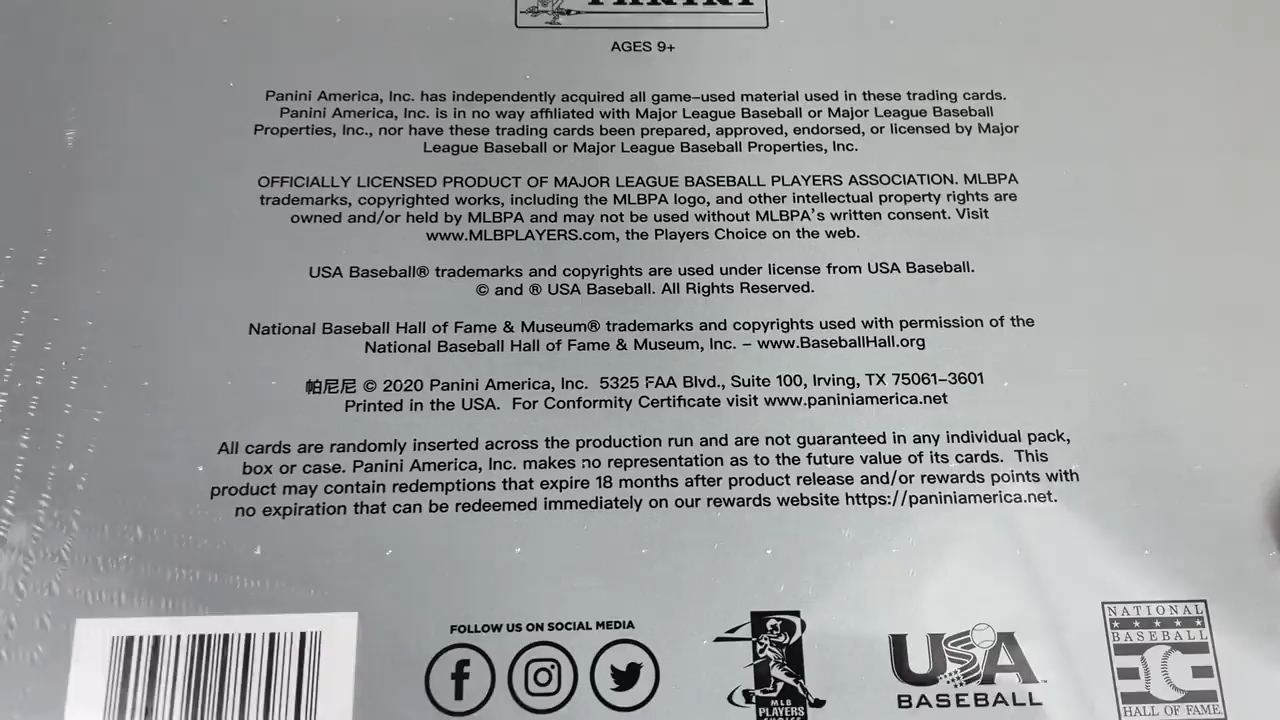 PANINI
AGES 9+
Panini America, Inc. has independently acquired all game-used material used in these trading cards.
Panini America, Inc. is in no way affiliated with Major League Baseball or Major League Baseball
Properties, Inc., nor have these trading cards been prepared, approved, endorsed, or licensed by Major
League Baseball or Major League Baseball Properties, Inc.
OFFICIALLY LICENSED PRODUCT OF MAJOR LEAGUE BASEBALL PLAYERS ASSOCIATION. MLBPA
trademarks, copyrighted works, including the MLBPA logo, and other intellectual property rights are
owned and/or held by MLBPA and may not be used without MLBPA's written consent. Visit
www.MLBPLAYERS.com, the Players Choice on the web.
USA Baseball® trademarks and copyrights are used under license from USA Baseball.
© and ® USA Baseball. All Rights Reserved.
National Baseball Hall of Fame & Museum® trademarks and copyrights used with permission of the
National Baseball Hall of Fame & Museum, Inc. – www.BaseballHall.org
帕尼尼 © 2020 Panini America, Inc. 5325 FAA Blvd., Suite 100, Irving, TX 75061-3601
Printed in the USA. For Conformity Certificate visit www.paniniamerica.net
All cards are randomly inserted across the production run and are not guaranteed in any individual pack,
box or case. Panini America, Inc. makes no representation as to the future value of its cards. This
product may contain redemptions that expire 18 months after product release and/or rewards points with
no expiration that can be redeemed immediately on our rewards website https://paniniamerica.net.
FOLLOW US ON SOCIAL MEDIA
MLB
PLAYERS
CHOICE
USA
BASEBALL
NATIONAL
BASEBALL
HALL OF FAME